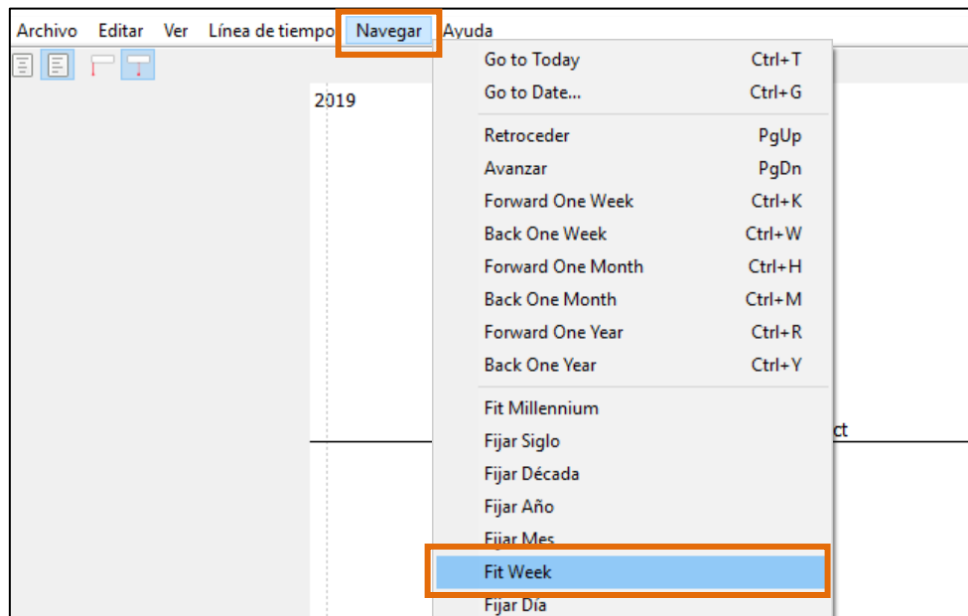 Archivo Editar Ver Línea de tiempo Navegar Ayuda
2019
Go to Today Ctrl+T
Go to Date... Ctrl+G
Retroceder PgUp
Avanzar PgDn
Forward One Week Ctrl+K
Back One Week Ctrl+W
Forward One Month Ctrl+H
Back One Month Ctrl+M
Forward One Year Ctrl+R
Back One Year Ctrl+Y
Fit Millennium
ct
Fijar Siglo
Fijar Década
Fijar Año
Fijar Mes
Fit Week
Fijar Día